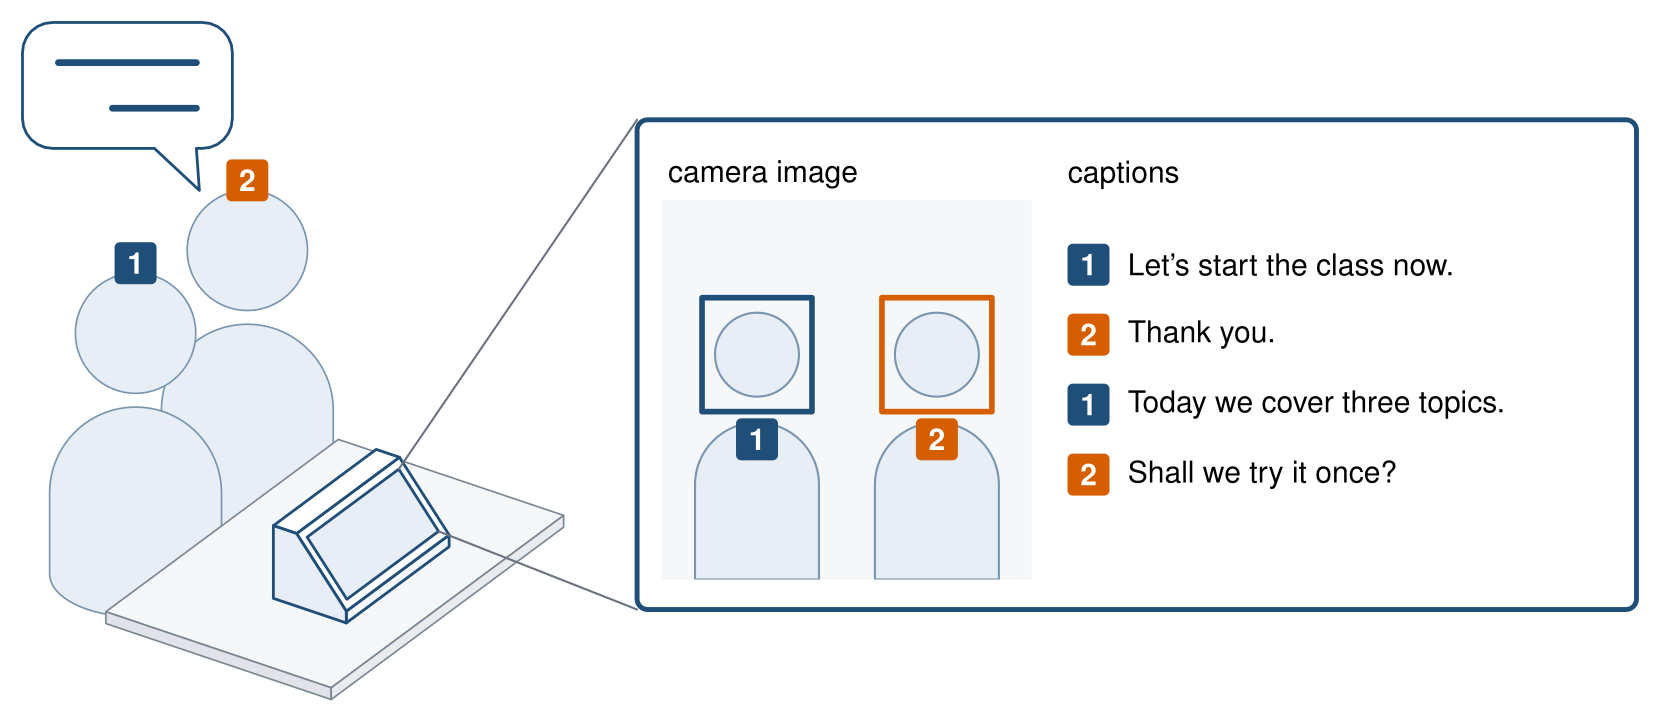 2
1
camera image
captions
1 Let’s start the class now.
2 Thank you.
1 Today we cover three topics.
2 Shall we try it once?
1
2